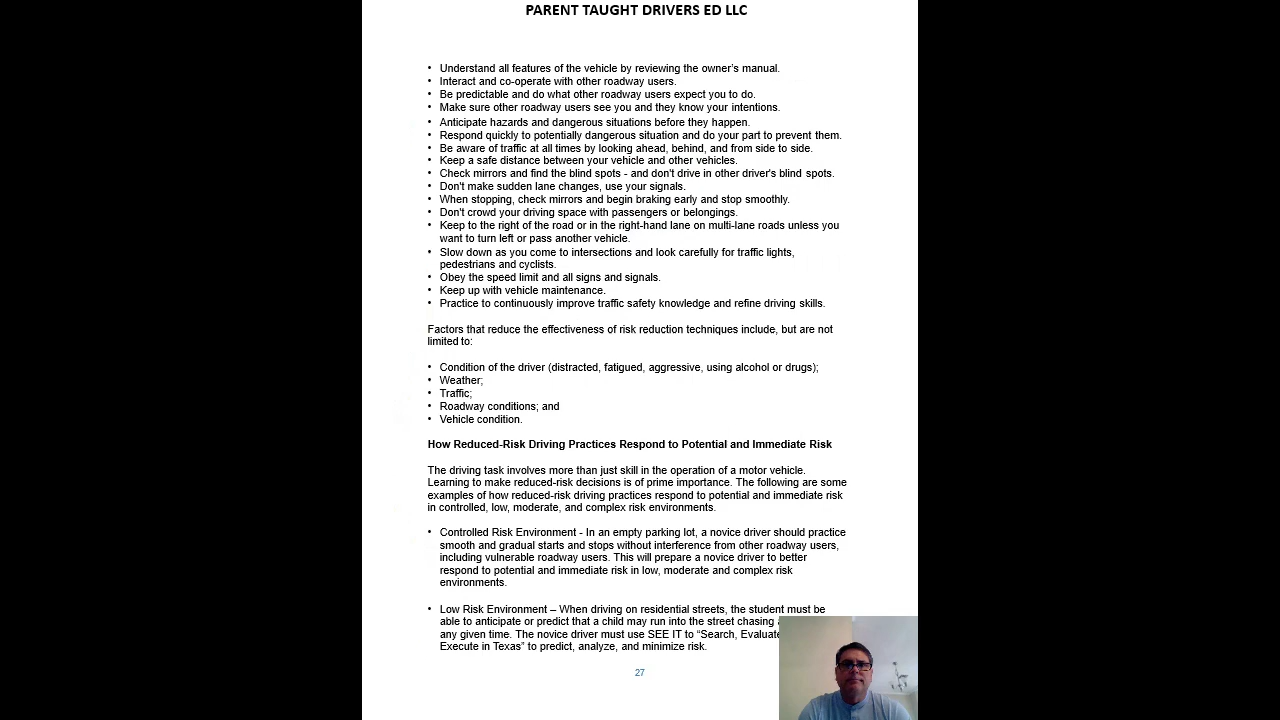 PARENT TAUGHT DRIVERS ED LLC
• Understand all features of the vehicle by reviewing the owner's manual.
• Interact and co-operate with other roadway users.
• Be predictable and do what other roadway users expect you to do.
• Make sure other roadway users see you and they know your intentions.
• Anticipate hazards and dangerous situations before they happen.
• Respond quickly to potentially dangerous situation and do your part to prevent them.
• Be aware of traffic at all times by looking ahead, behind, and from side to side.
• Keep a safe distance between your vehicle and other vehicles.
• Check mirrors and find the blind spots - and don't drive in other driver's blind spots.
• Don't make sudden lane changes, use your signals.
• When stopping, check mirrors and begin braking early and stop smoothly.
• Don't crowd your driving space with passengers or belongings.
• Keep to the right of the road or in the right-hand lane on multi-lane roads unless you
want to turn left or pass another vehicle.
• Slow down as you come to intersections and look carefully for traffic lights,
pedestrians and cyclists.
• Obey the speed limit and all signs and signals.
• Keep up with vehicle maintenance.
• Practice to continuously improve traffic safety knowledge and refine driving skills.
Factors that reduce the effectiveness of risk reduction techniques include, but are not
limited to:
• Condition of the driver (distracted, fatigued, aggressive, using alcohol or drugs);
• Weather;
• Traffic;
• Roadway conditions; and
• Vehicle condition.
How Reduced-Risk Driving Practices Respond to Potential and Immediate Risk
The driving task involves more than just skill in the operation of a motor vehicle.
Learning to make reduced-risk decisions is of prime importance. The following are some
examples of how reduced-risk driving practices respond to potential and immediate risk
in controlled, low, moderate, and complex risk environments.
• Controlled Risk Environment - In an empty parking lot, a novice driver should practice
smooth and gradual starts and stops without interference from other roadway users,
including vulnerable roadway users. This will prepare a novice driver to better
respond to potential and immediate risk in low, moderate and complex risk
environments.
• Low Risk Environment – When driving on residential streets, the student must be
able to anticipate or predict that a child may run into the street chasing
any given time. The novice driver must use SEE IT to “Search, Evaluate
Execute in Texas” to predict, analyze, and minimize risk.
27